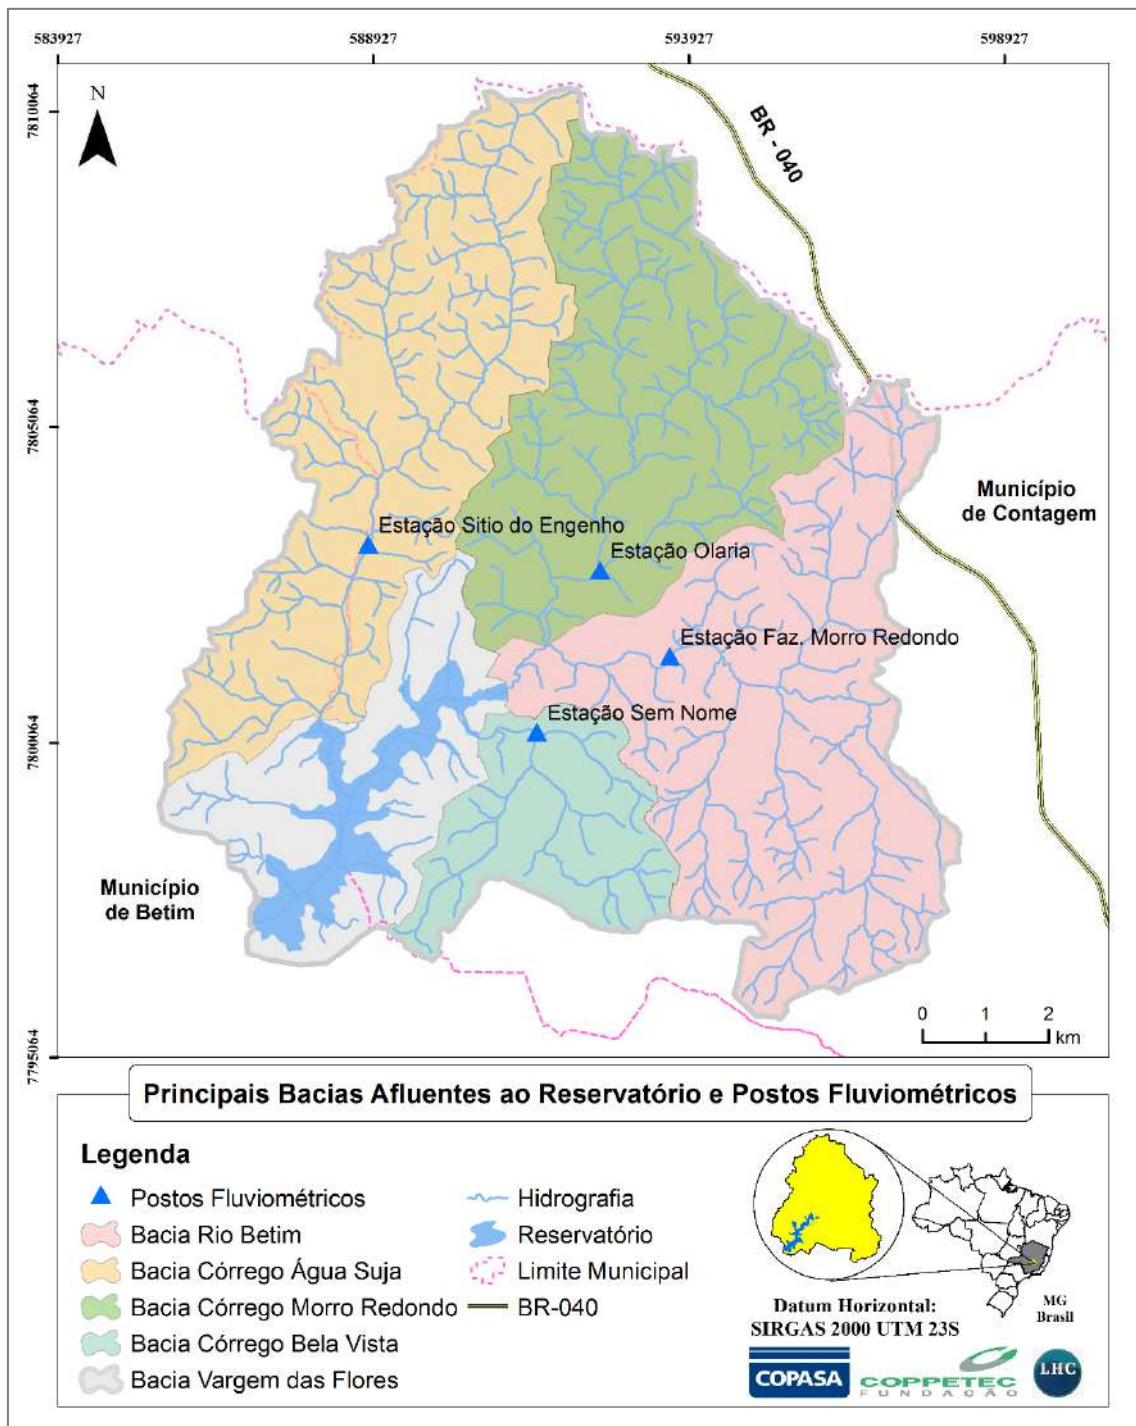 583927
588927
593927
598927
7810064
7805064
7800064
7795064
N
BR - 040
Município
de Contagem
Estação Sitio do Engenho
Estação Olaria
Estação Faz. Morro Redondo
Estação Sem Nome
Município
de Betim
0 1 2
km
Principais Bacias Afluentes ao Reservatório e Postos Fluviométricos
Legenda
Postos Fluviométricos
Bacia Rio Betim
Bacia Córrego Água Suja
Bacia Córrego Morro Redondo
Bacia Córrego Bela Vista
Bacia Vargem das Flores
Hidrografia
Reservatório
Limite Municipal
BR-040
MG
Brasil
Datum Horizontal:
SIRGAS 2000 UTM 23S
COPASA
COPPETEC
FUNDAÇÃO
LHC